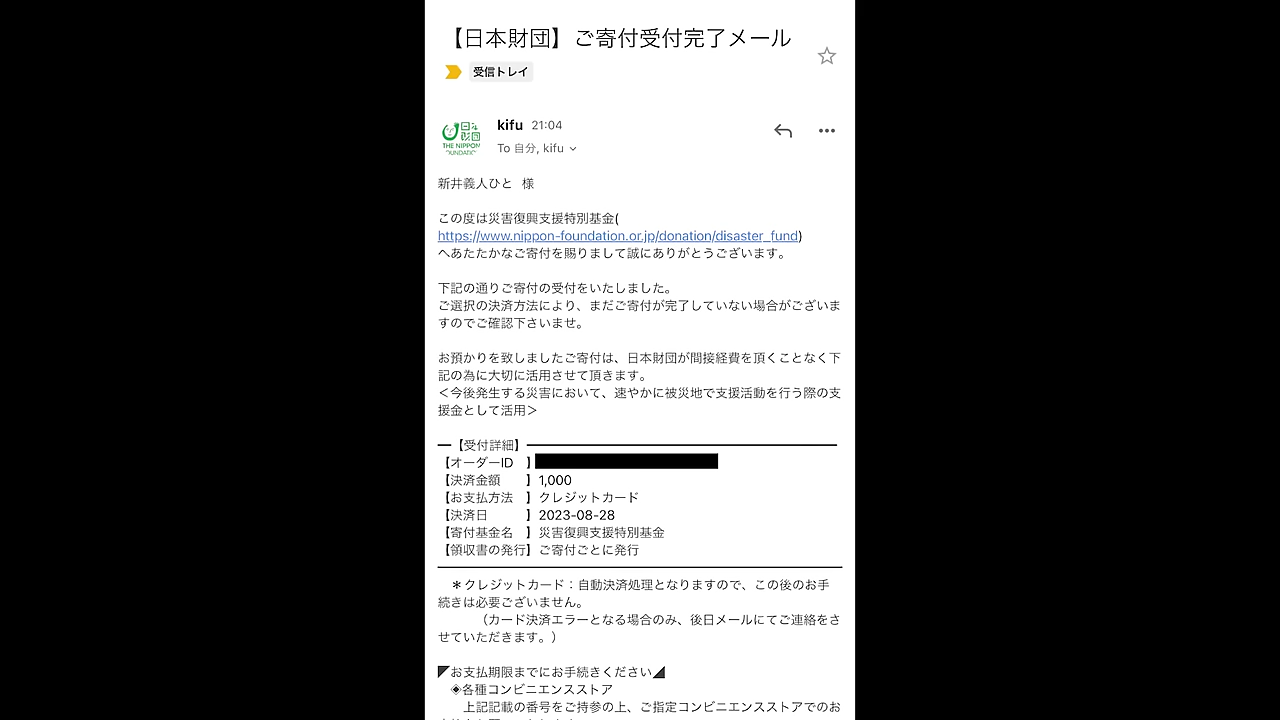 【日本財団】ご寄付受付完了メール
受信トレイ
kifu 21:04
To 自分, kifu
日本財団
THE NIPPON
新井義人ひと 様
この度は災害復興支援特別基金(
https://www.nippon-foundation.or.jp/donation/disaster_fund)
へあたたかなご寄付を賜りまして誠にありがとうございます。
下記の通りご寄付の受付をいたしました。
ご選択の決済方法により、まだご寄付が完了していない場合がございま
すのでご確認下さいませ。
お預かりを致しましたご寄付は、日本財団が間接経費を頂くことなく下
記の為に大切に活用させて頂きます。
＜今後発生する災害において、速やかに被災地で支援活動を行う際の支
援金として活用＞
━【受付詳細】━━━━━━━━━━━━━━━━━━
【オーダーID 】
【決済金額 】1,000
【お支払方法 】クレジットカード
【決済日 】2023-08-28
【寄付基金名 】災害復興支援特別基金
【領収書の発行】ご寄付ごとに発行
＊クレジットカード：自動決済処理となりますので、この後のお手
続きは必要ございません。
（カード決済エラーとなる場合のみ、後日メールにてご連絡をさ
せていただきます。）
◤お支払期限までにお手続きください◢
◈各種コンビニエンスストア
上記記載の番号をご持参の上、ご指定コンビニエンスストアでのお